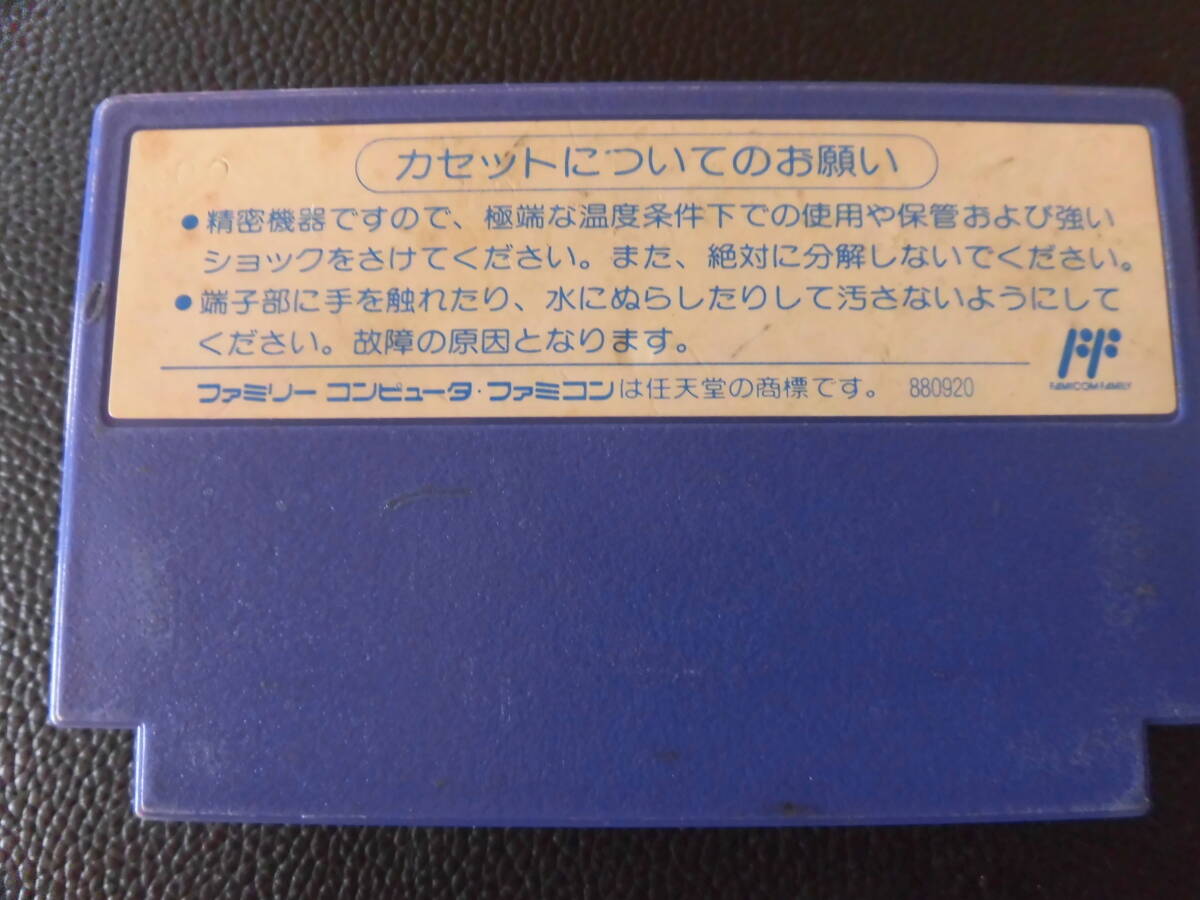 カセットについてのお願い
●精密機器ですので、極端な温度条件下での使用や保管および強い
ショックをさけてください。また、絶対に分解しないでください。
●端子部に手を触れたり、水にぬらしたりして汚さないようにして
ください。故障の原因となります。
FAMICOM FAMILY
ファミリー コンピュータ・ファミコンは任天堂の商標です。 880920